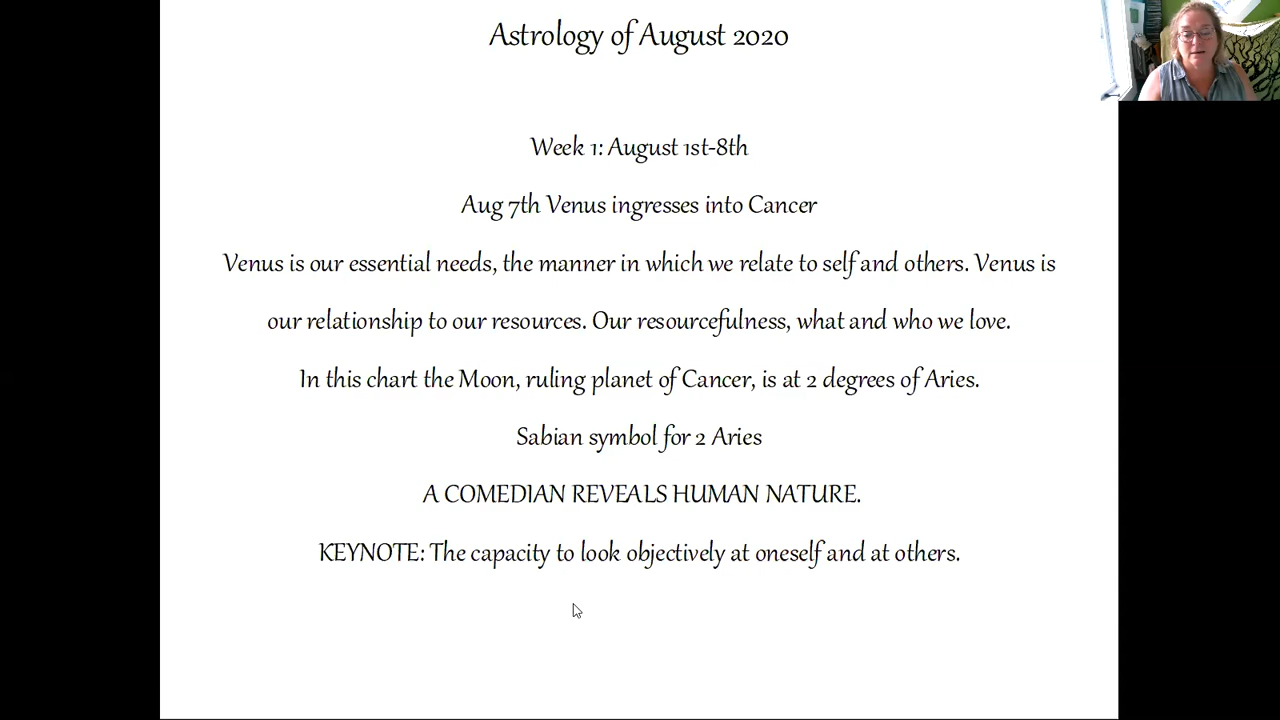 Astrology of August 2020
Week 1: August 1st-8th
Aug 7th Venus ingresses into Cancer
Venus is our essential needs, the manner in which we relate to self and others. Venus is
our relationship to our resources. Our resourcefulness, what and who we love.
In this chart the Moon, ruling planet of Cancer, is at 2 degrees of Aries.
Sabian symbol for 2 Aries
A COMEDIAN REVEALS HUMAN NATURE.
KEYNOTE: The capacity to look objectively at oneself and at others.